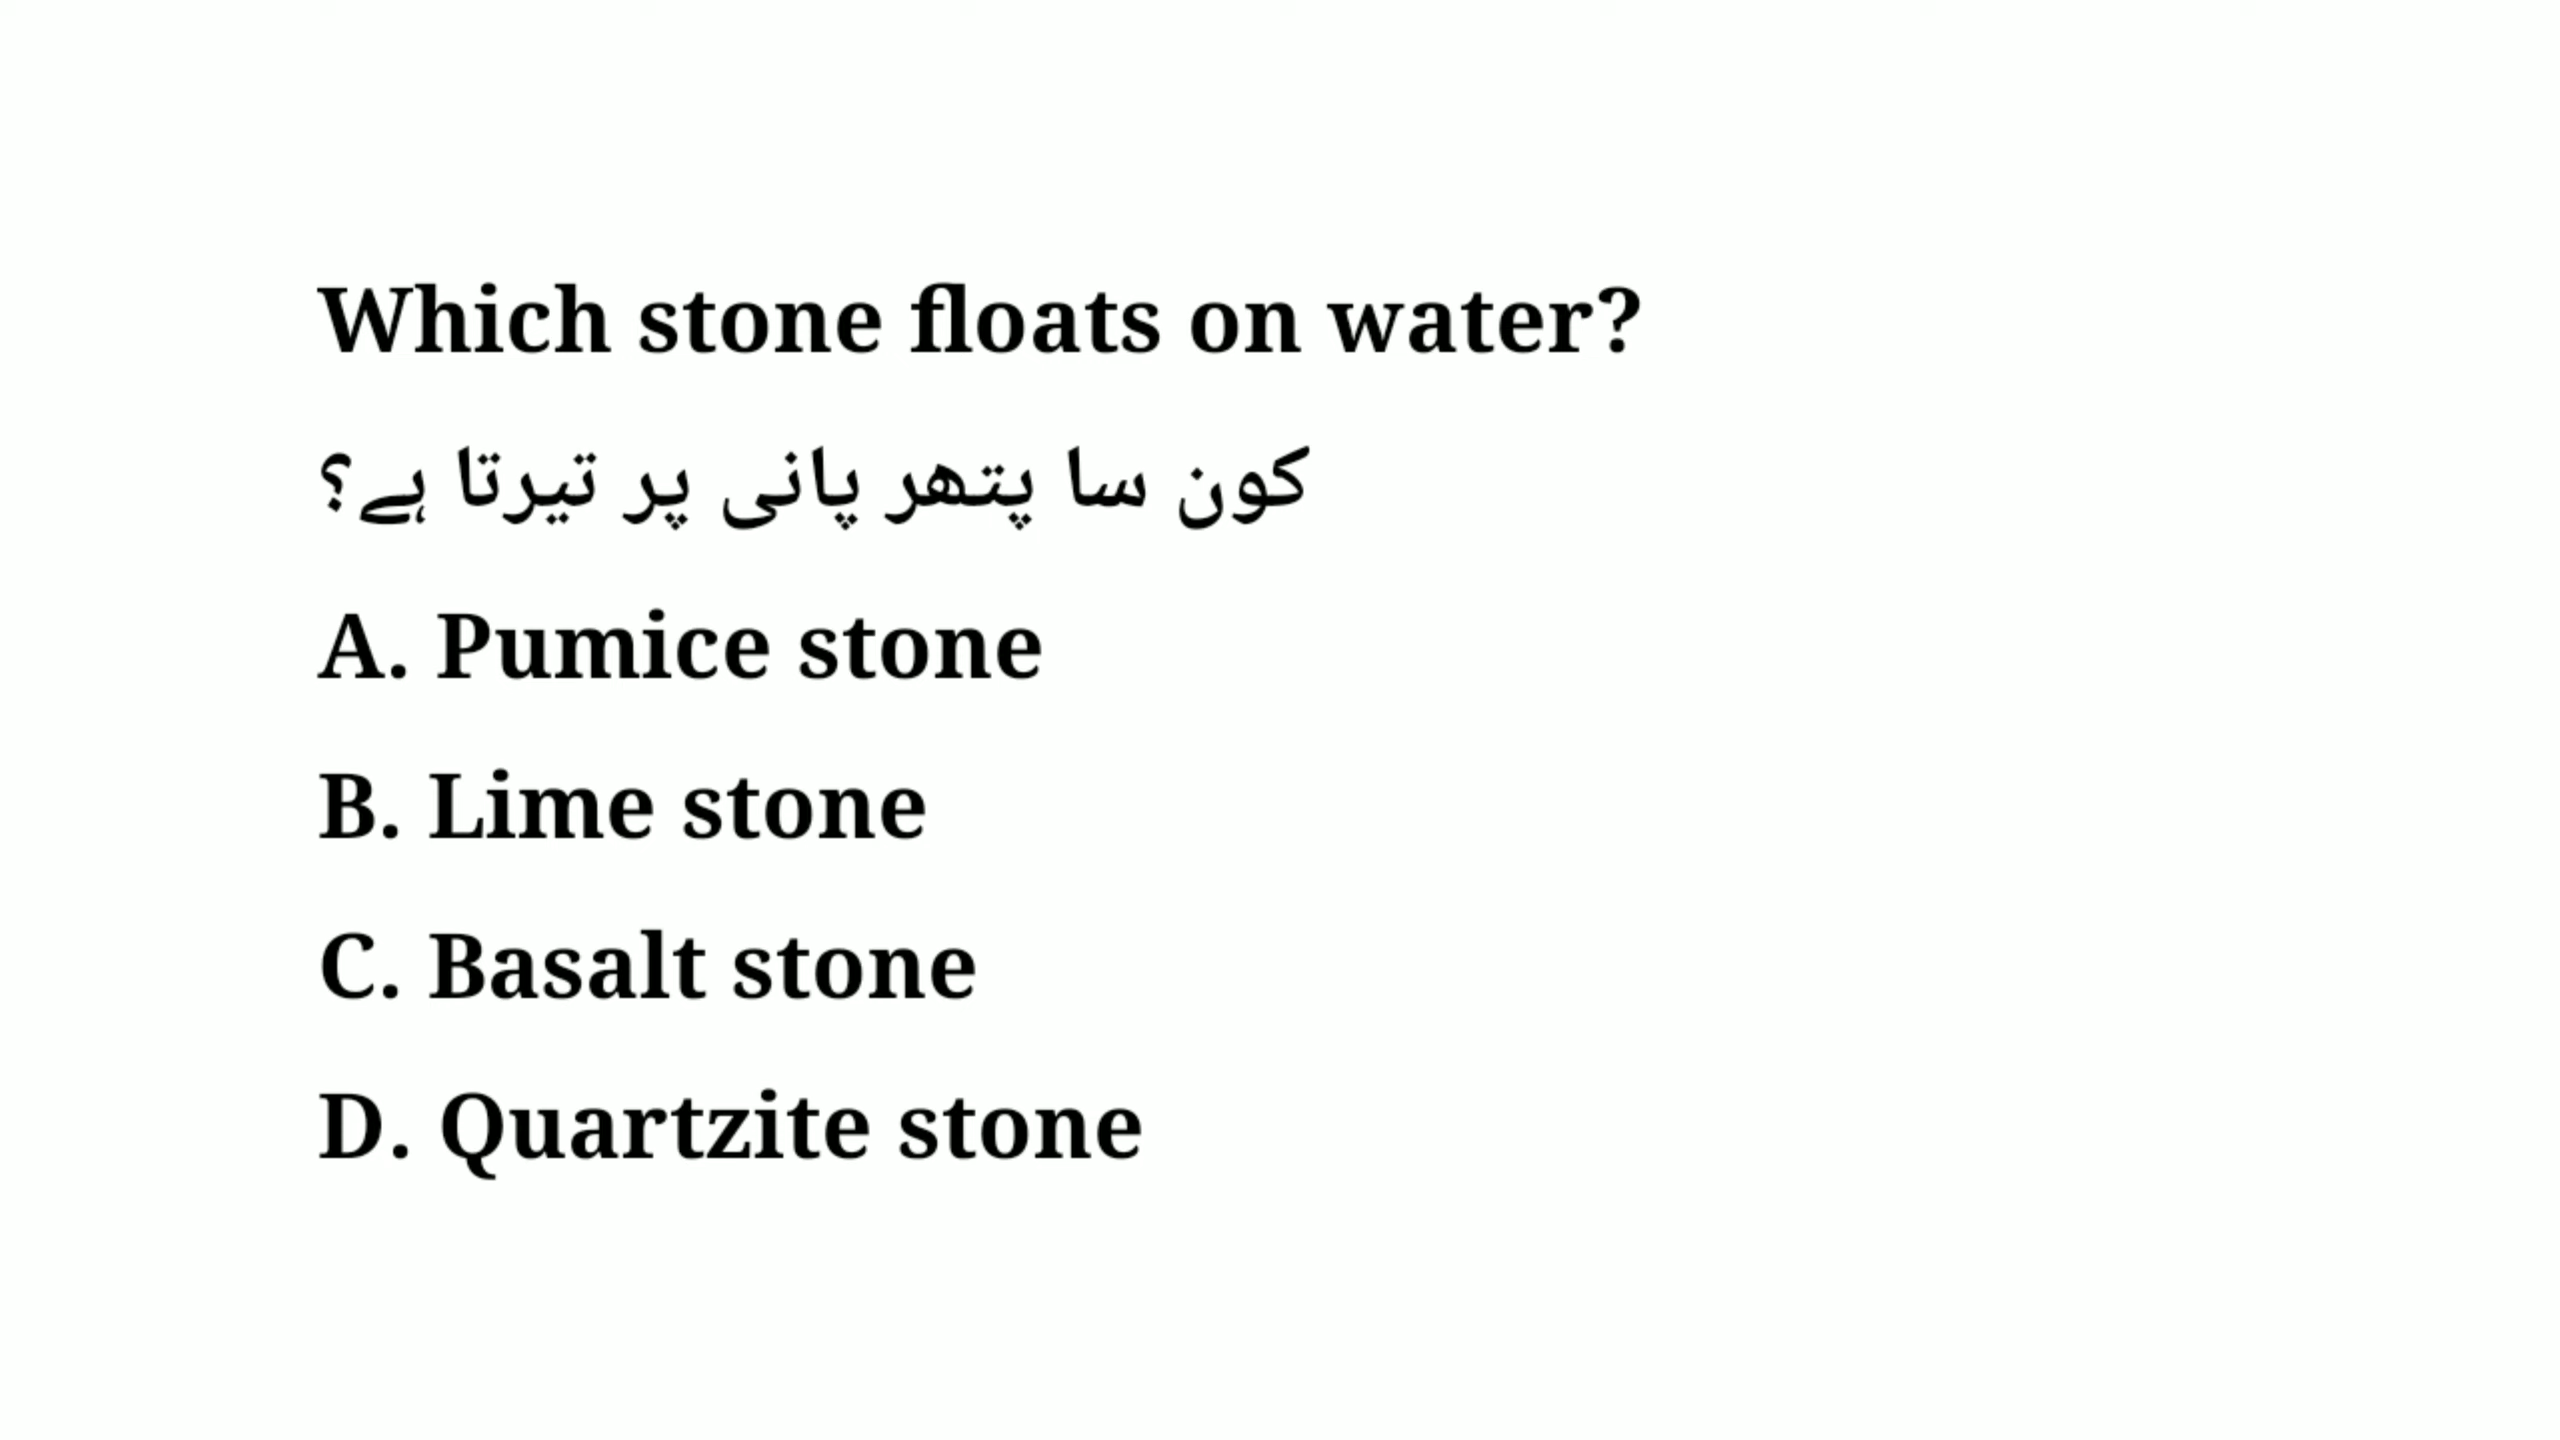 Which stone floats on water?
کون سا پتھر پانی پر تیرتا ہے؟
A. Pumice stone
B. Lime stone
C. Basalt stone
D. Quartzite stone